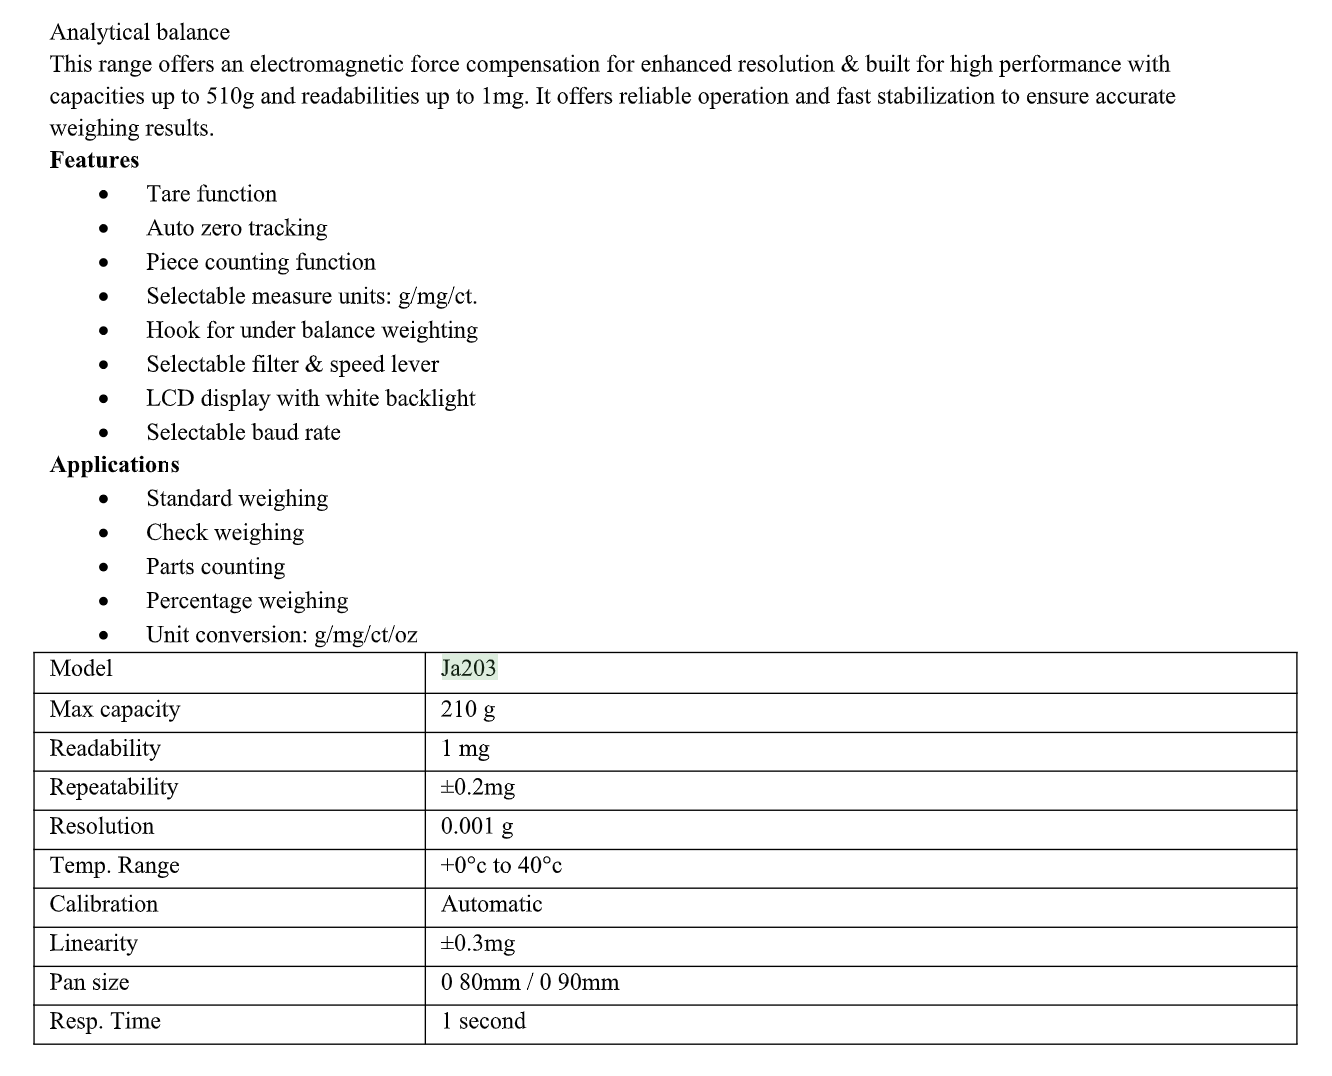 Analytical balance
This range offers an electromagnetic force compensation for enhanced resolution & built for high performance with
capacities up to 510g and readabilities up to 1mg. It offers reliable operation and fast stabilization to ensure accurate
weighing results.
Features
• Tare function
• Auto zero tracking
• Piece counting function
• Selectable measure units: g/mg/ct.
• Hook for under balance weighting
• Selectable filter & speed lever
• LCD display with white backlight
• Selectable baud rate
Applications
• Standard weighing
• Check weighing
• Parts counting
• Percentage weighing
• Unit conversion: g/mg/ct/oz
Model Ja203
Max capacity 210 g
Readability 1 mg
Repeatability ±0.2mg
Resolution 0.001 g
Temp. Range +0°c to 40°c
Calibration Automatic
Linearity ±0.3mg
Pan size 0 80mm / 0 90mm
Resp. Time 1 second